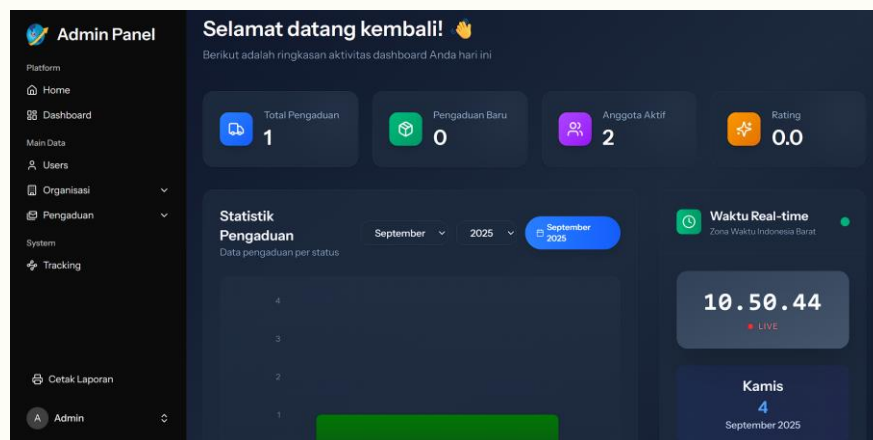 Admin Panel
Platform
Home
Dashboard
Main Data
Users
Organisasi
Pengaduan
System
Tracking
Cetak Laporan
A Admin
Selamat datang kembali! 👋
Berikut adalah ringkasan aktivitas dashboard Anda hari ini
Total Pengaduan
1
Pengaduan Baru
0
Anggota Aktif
2
Rating
0.0
Statistik
Pengaduan
Data pengaduan per status
September
2025
September
2025
4
3
2
1
Waktu Real-time
Zona Waktu Indonesia Barat
10.50.44
LIVE
Kamis
4
September 2025